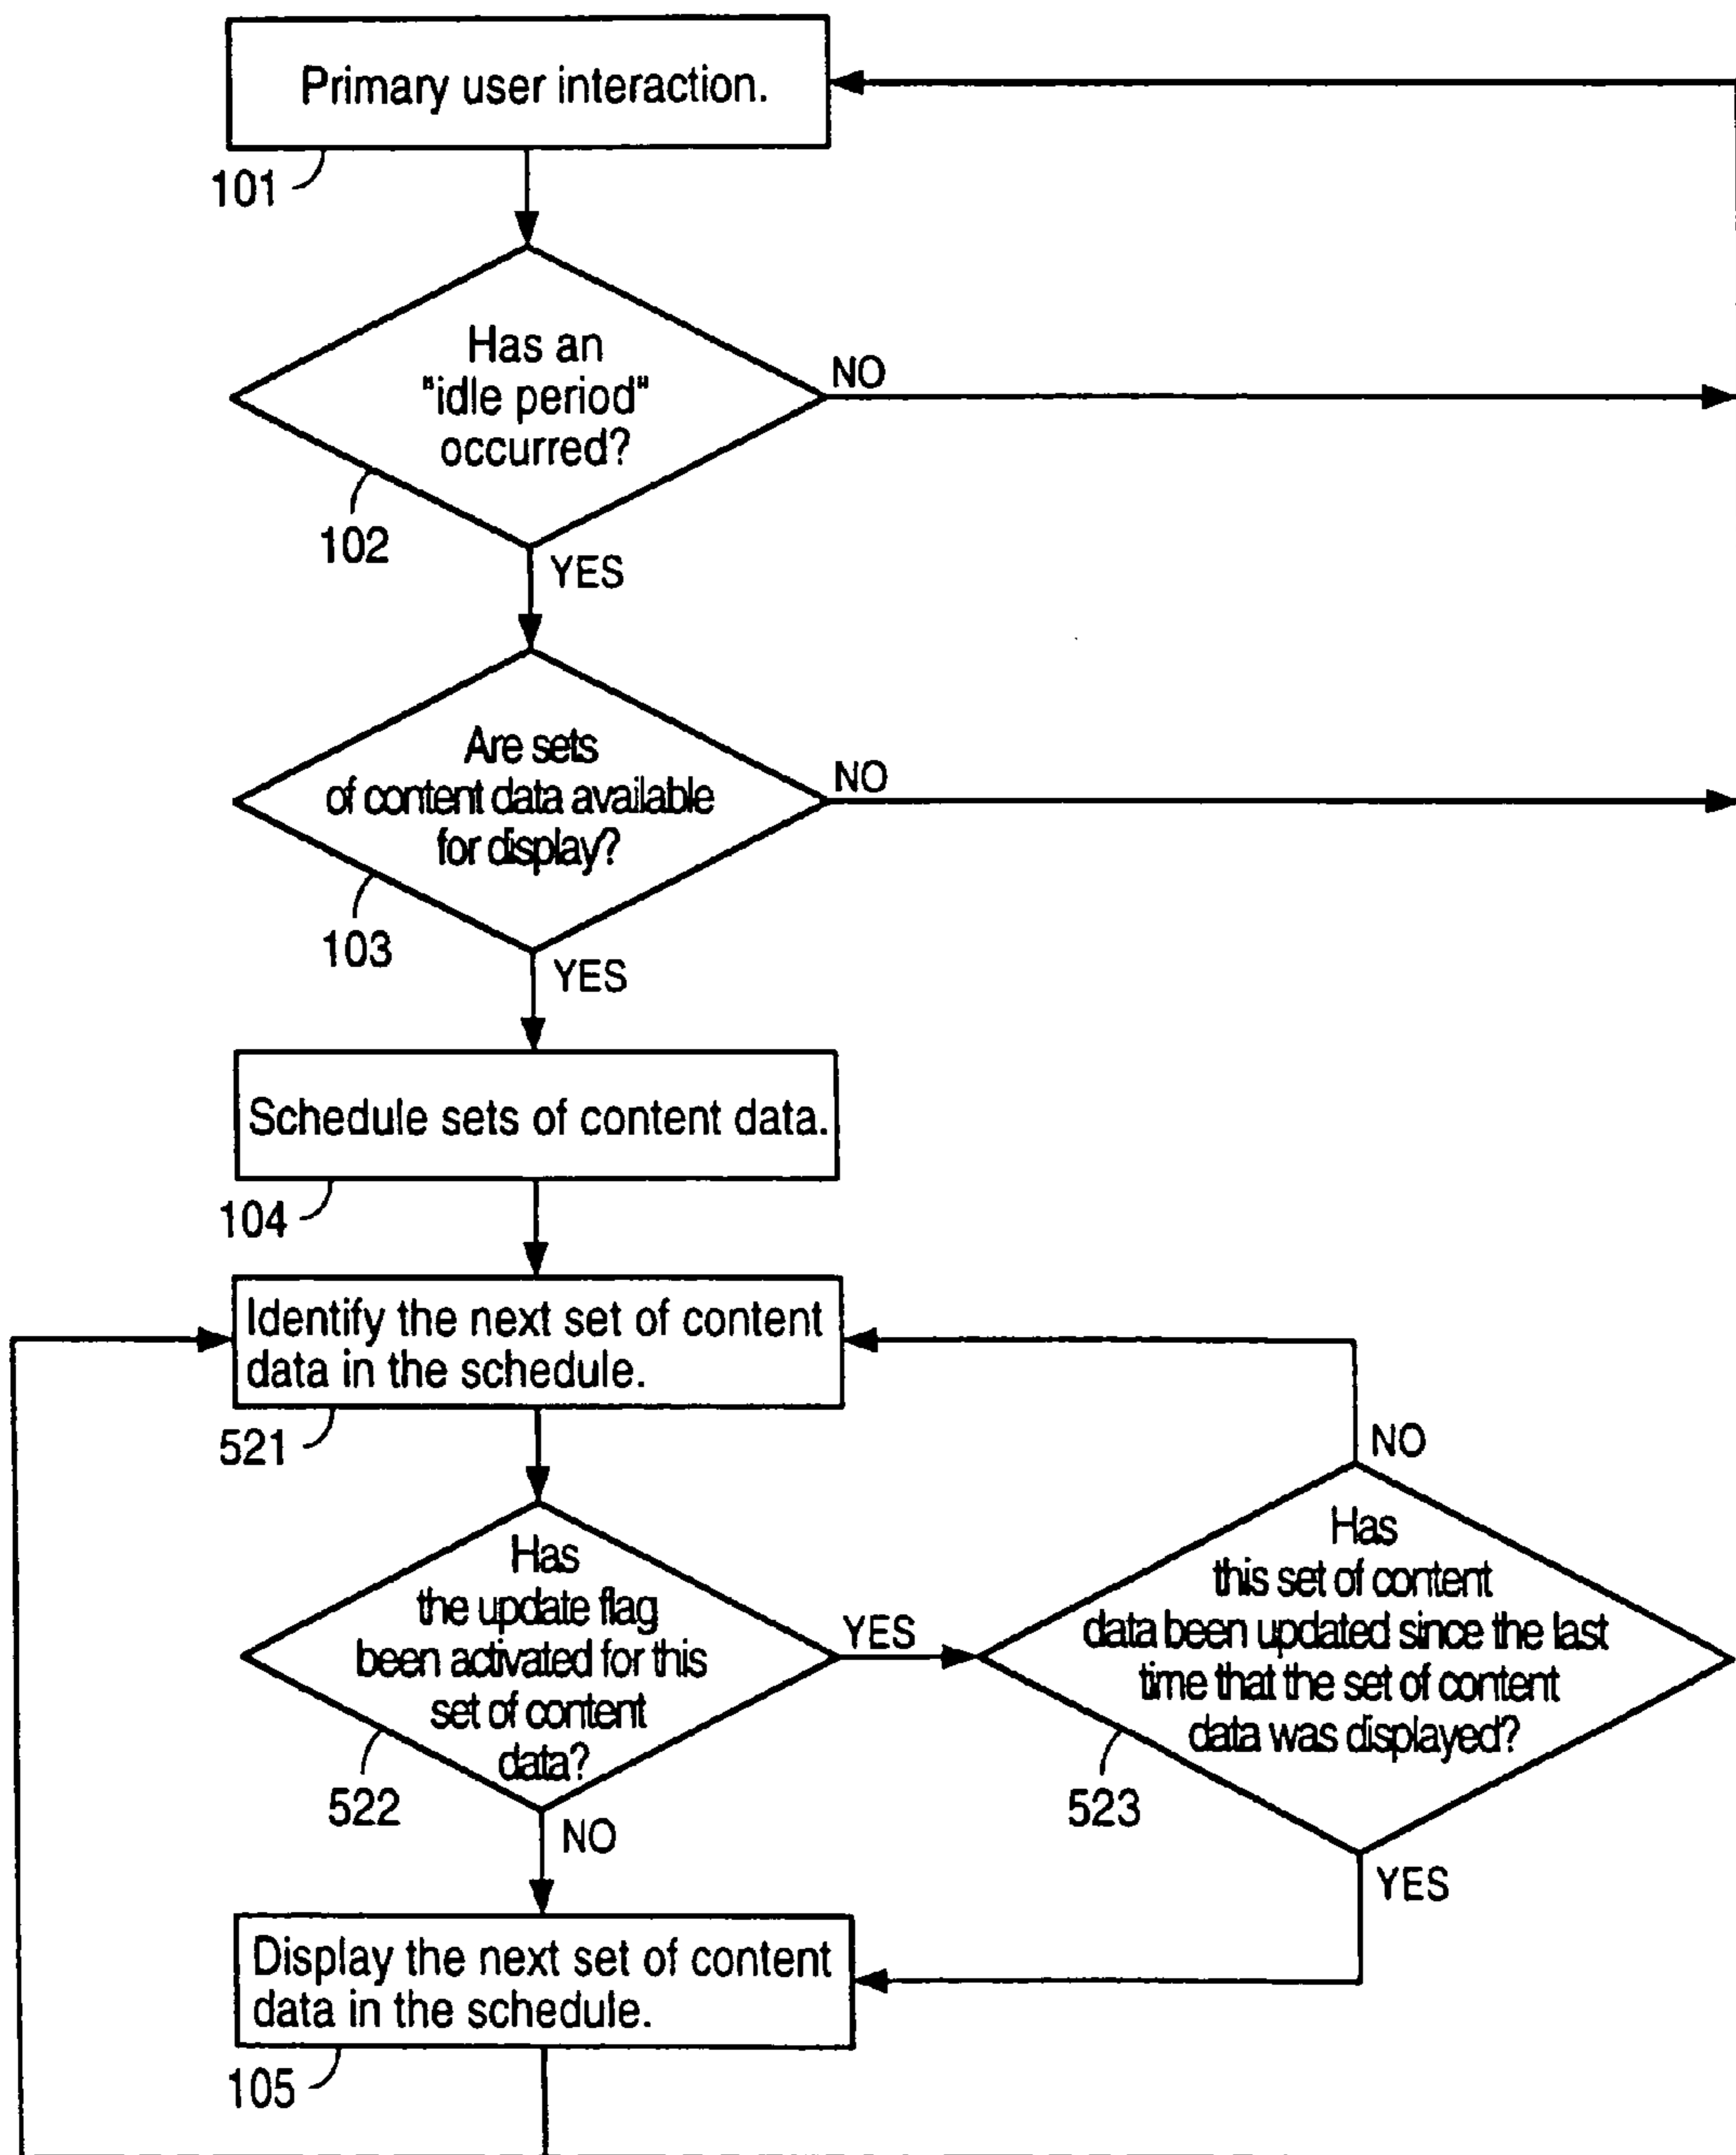 Primary user interaction.
101
Has an
"idle period"
occurred?
NO
102
YES
Are sets
of content data available
for display?
NO
103
YES
Schedule sets of content data.
104
Identify the next set of content
data in the schedule.
521
NO
Has
the update flag
been activated for this
set of content
data?
YES
522
NO
Has
this set of content
data been updated since the last
time that the set of content
data was displayed?
523
YES
Display the next set of content
data in the schedule.
105